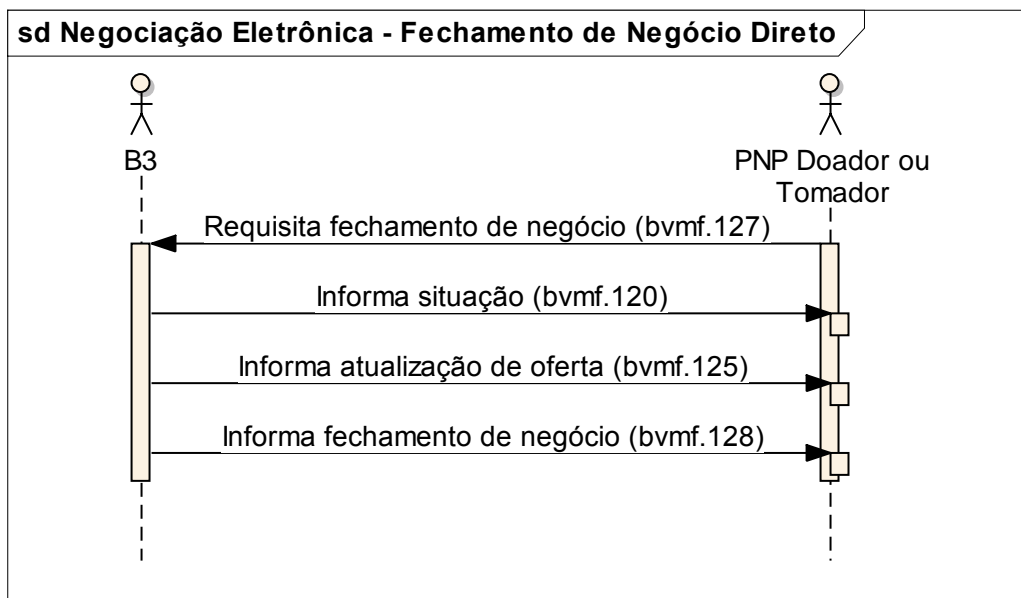 sd Negociação Eletrônica - Fechamento de Negócio Direto
B3
PNP Doador ou
Tomador
Requisita fechamento de negócio (bvmf.127)
Informa situação (bvmf.120)
Informa atualização de oferta (bvmf.125)
Informa fechamento de negócio (bvmf.128)